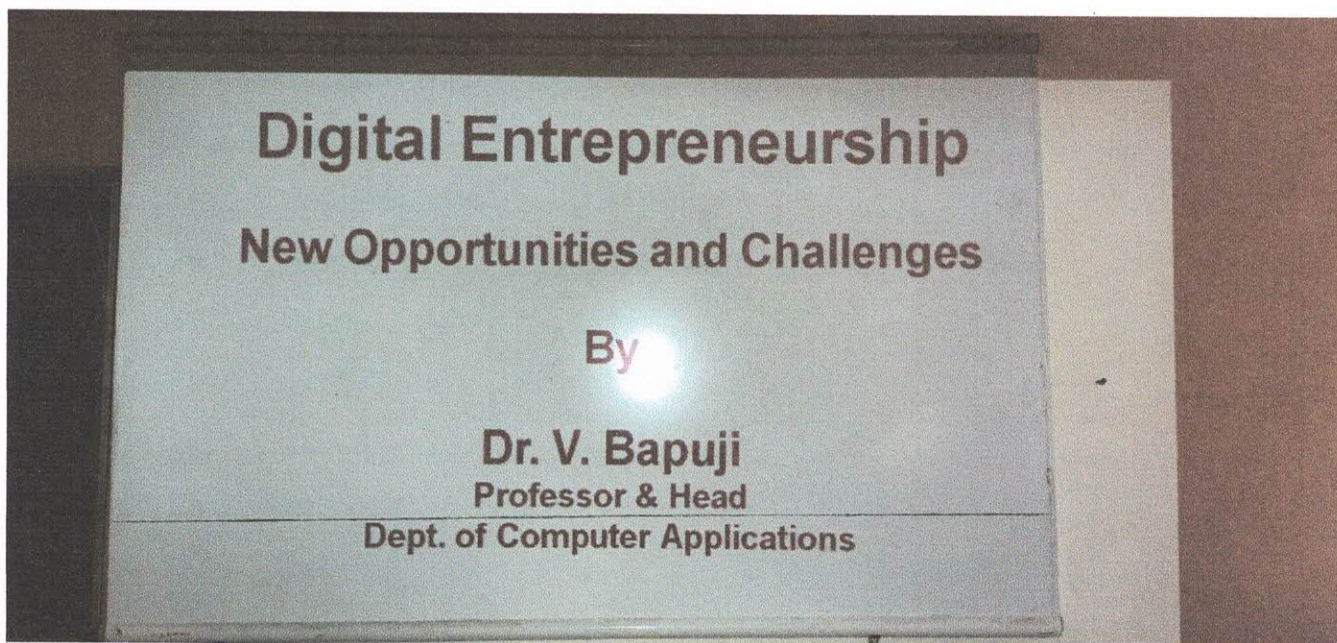 Digital Entrepreneurship
New Opportunities and Challenges
By
Dr. V. Bapuji
Professor & Head
Dept. of Computer Applications